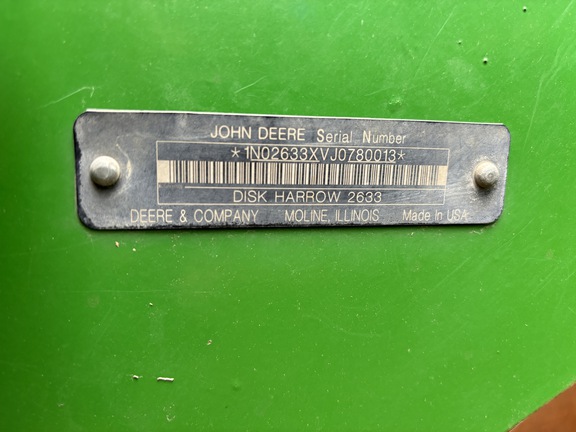 JOHN DEERE Serial Number
*1N02633XVJ0780013*
DISK HARROW 2633
DEERE & COMPANY MOLINE, ILLINOIS Made in USA